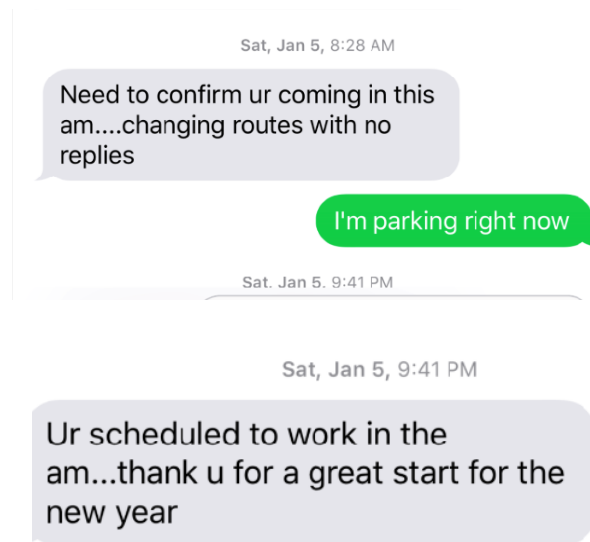 Sat, Jan 5, 8:28 AM
Need to confirm ur coming in this
am....changing routes with no
replies
I'm parking right now
Sat. Jan 5. 9:41 PM
Sat, Jan 5, 9:41 PM
Ur scheduled to work in the
am...thank u for a great start for the
new year